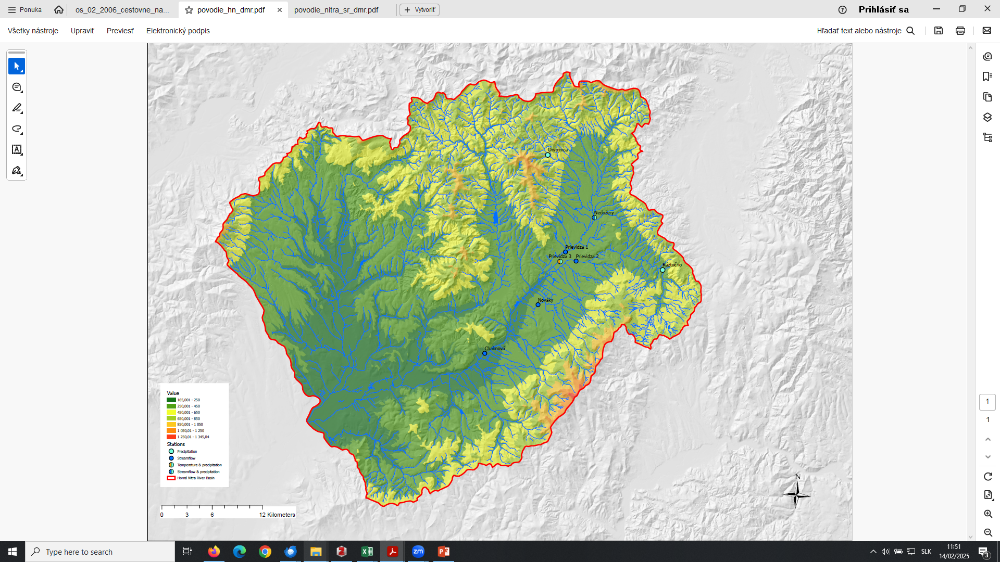 Ponuka
os_02_2006_cestovne_na...
povodie_hn_dmr.pdf
povodie_nitra_sr_dmr.pdf
Vytvoriť
Prihlásiť sa
Všetky nástroje
Upraviť
Previesť
Elektronický podpis
Hľadať text alebo nástroje
Chvojnica
Nedožery
Prievidza 1
Prievidza 3
Prievidza 2
Ráztočno
Nováky
Chalmová
Value
165,001 - 250
250,001 - 450
450,001 - 650
650,001 - 850
850,001 - 1 050
1 050,01 - 1 250
1 250,01 - 1 345,04
Stations
Precipitation
Streamflow
Temperature & precipitation
Streamflow & precipitation
Horná Nitra River Basin
0 3 6 12 Kilometers
N
1
1
Type here to search
zm
SLK
11:51
14/02/2025
3